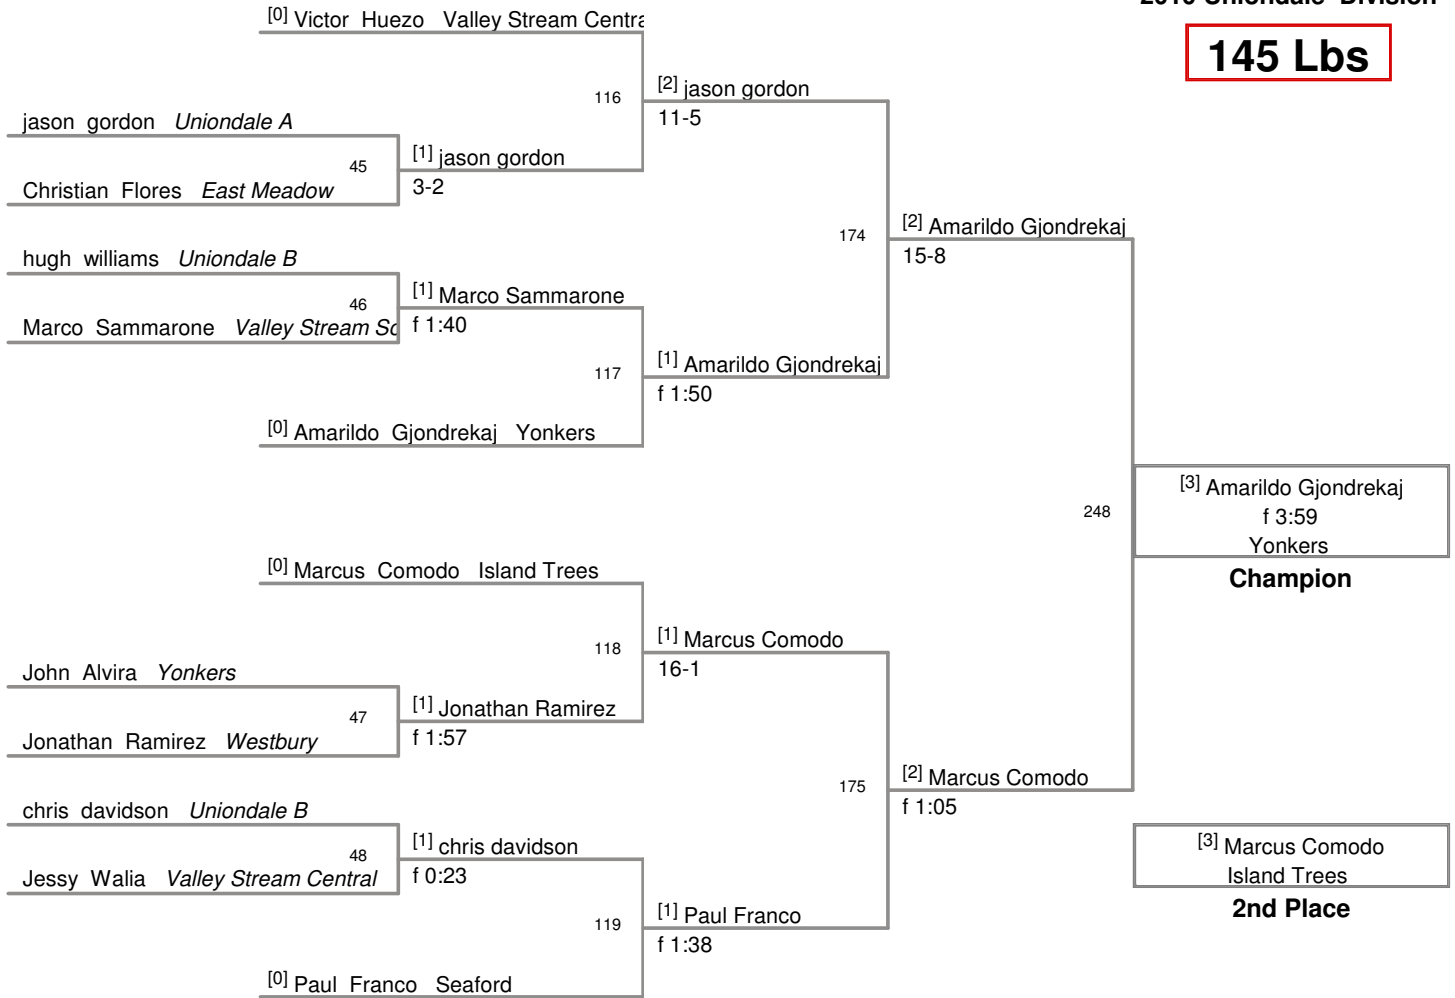 2010 Uniondale Division
145 Lbs
[0] Victor Huezo Valley Stream Centra
116
[2] jason gordon
11-5
jason gordon Uniondale A
45
[1] jason gordon
3-2
Christian Flores East Meadow
174
[2] Amarildo Gjondrekaj
15-8
hugh williams Uniondale B
46
[1] Marco Sammarone
f 1:40
Marco Sammarone Valley Stream So
117
[1] Amarildo Gjondrekaj
f 1:50
[0] Amarildo Gjondrekaj Yonkers
248
[3] Amarildo Gjondrekaj
f 3:59
Yonkers
Champion
[0] Marcus Comodo Island Trees
118
[1] Marcus Comodo
16-1
John Alvira Yonkers
47
[1] Jonathan Ramirez
f 1:57
Jonathan Ramirez Westbury
175
[2] Marcus Comodo
f 1:05
chris davidson Uniondale B
48
[1] chris davidson
f 0:23
Jessy Walia Valley Stream Central
119
[1] Paul Franco
f 1:38
[0] Paul Franco Seaford
[3] Marcus Comodo
Island Trees
2nd Place